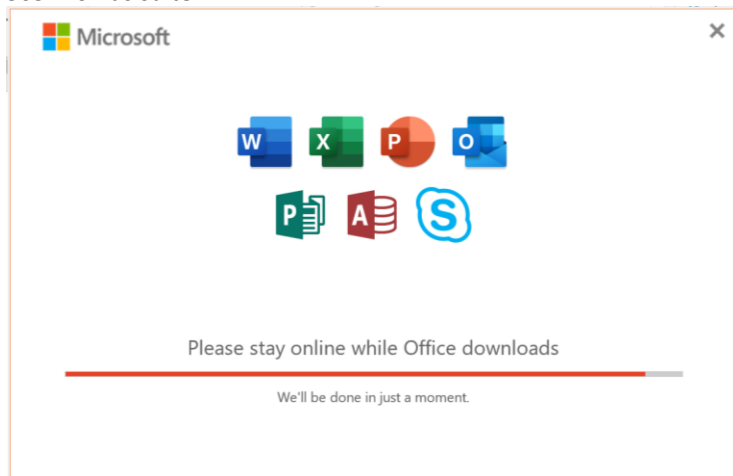 Microsoft
W X P O
P A S
Please stay online while Office downloads
We'll be done in just a moment.